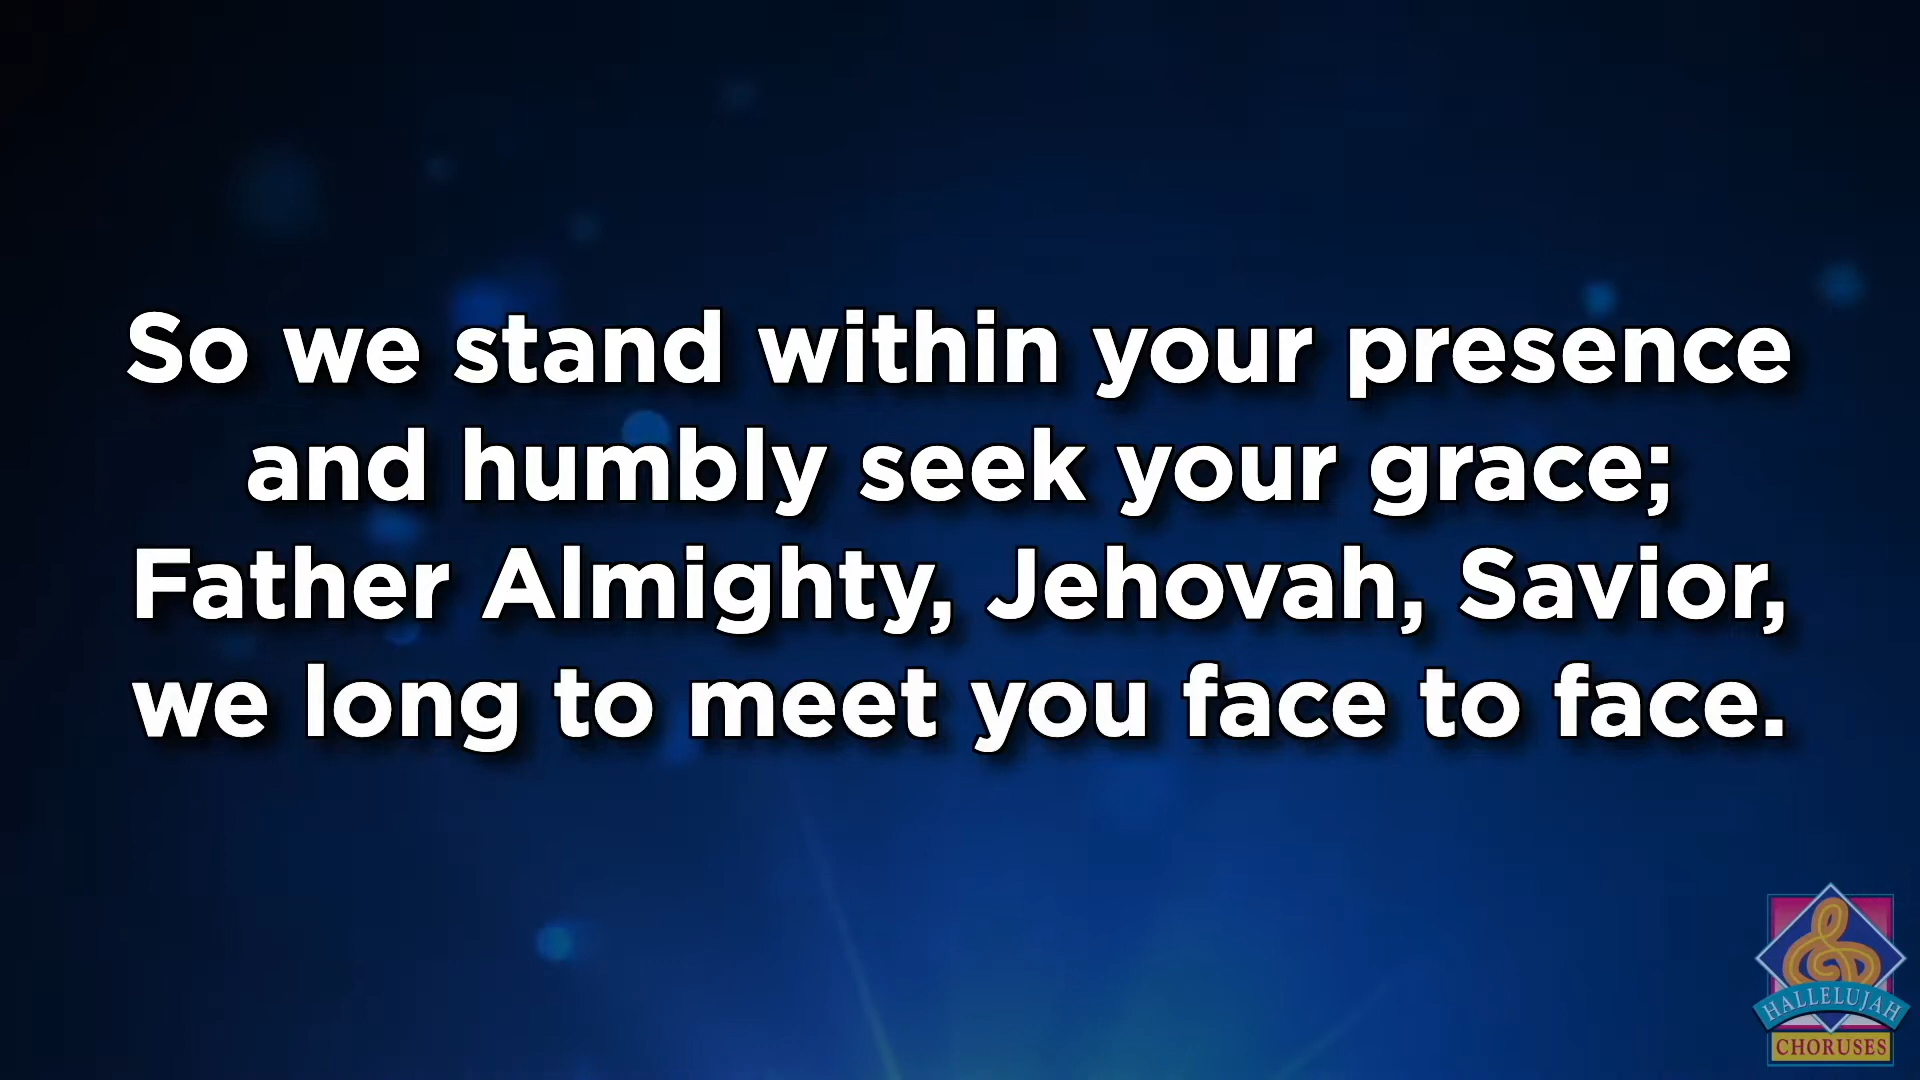 So we stand within your presence
and humbly seek your grace;
Father Almighty, Jehovah, Savior,
we long to meet you face to face.
HALLELUJAH
CHORUSES